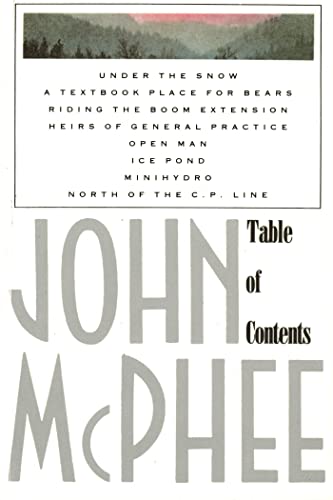 UNDER THE SNOW
A TEXTBOOK PLACE FOR BEARS
RIDING THE BOOM EXTENSION
HEIRS OF GENERAL PRACTICE
OPEN MAN
ICE POND
MINIHYDRO
NORTH OF THE C.P. LINE
JOHN
Table
of
Contents
McPHEE